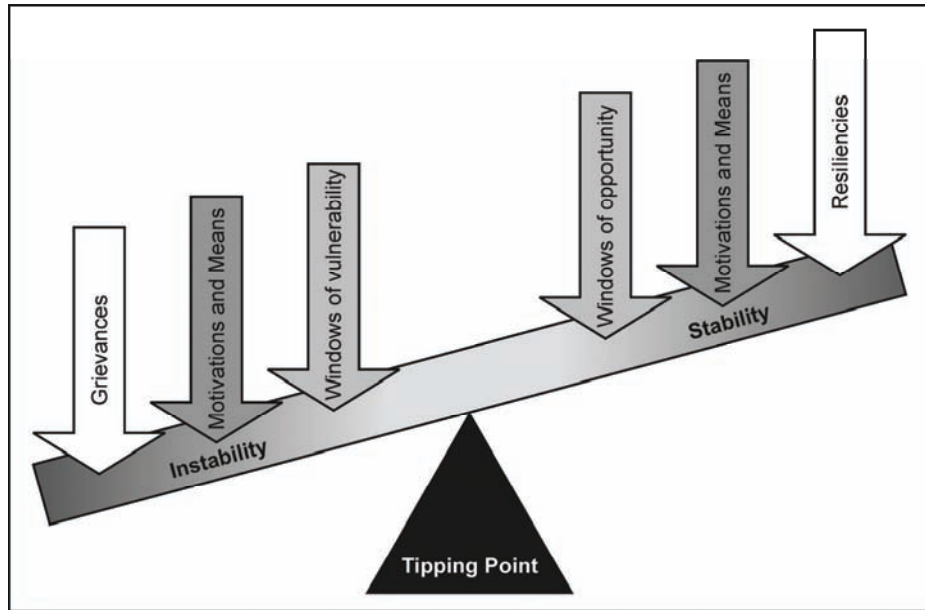 Grievances
Motivations and Means
Windows of vulnerability
Windows of opportunity
Motivations and Means
Resiliencies
Instability
Stability
Tipping Point